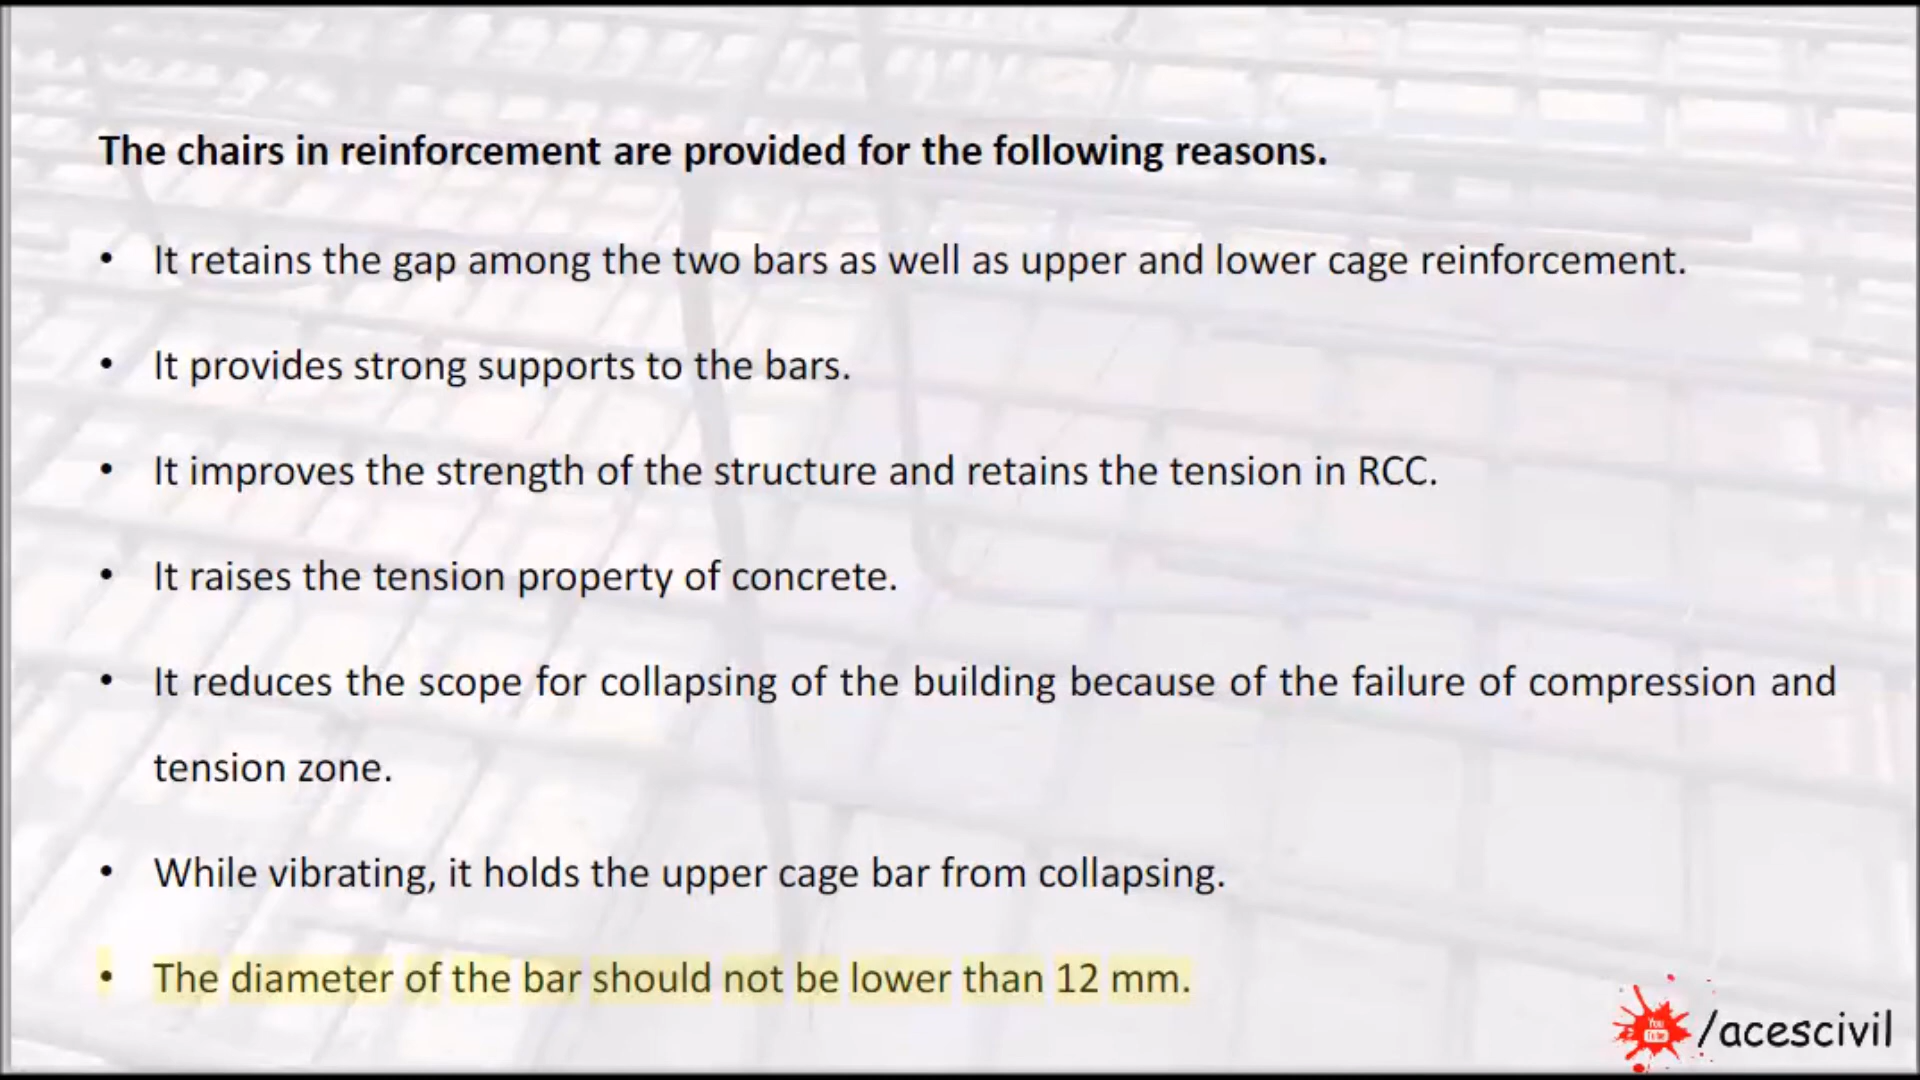 The chairs in reinforcement are provided for the following reasons.
• It retains the gap among the two bars as well as upper and lower cage reinforcement.
• It provides strong supports to the bars.
• It improves the strength of the structure and retains the tension in RCC.
• It raises the tension property of concrete.
• It reduces the scope for collapsing of the building because of the failure of compression and
tension zone.
• While vibrating, it holds the upper cage bar from collapsing.
• The diameter of the bar should not be lower than 12 mm.
You
Tube
/acescivil